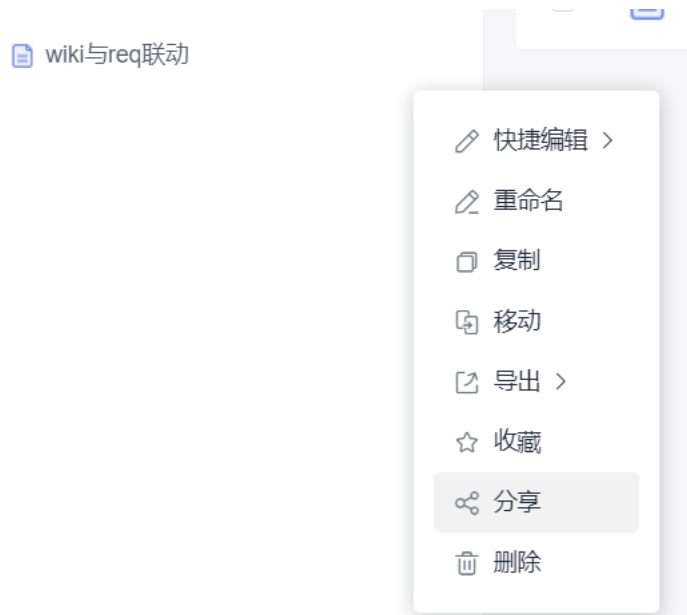 wiki与req联动
快捷编辑
重命名
复制
移动
导出
收藏
分享
删除